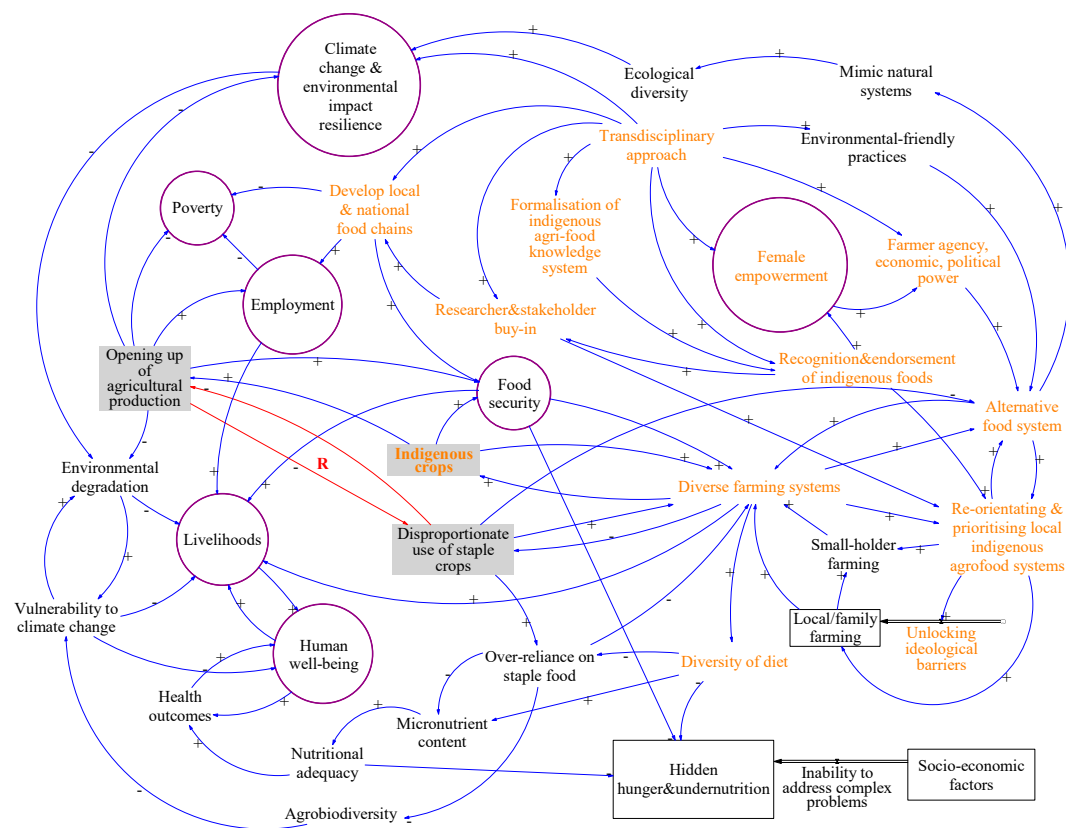 Climate
change &
environmental
impact
resilience
Ecological
diversity
Mimic natural
systems
Transdisciplinary
approach
Environmental-friendly
practices
Poverty
Develop local
& national
food chains
Formalisation of
indigenous
agri-food
knowledge
system
Female
empowerment
Farmer agency,
economic, political
power
Employment
Researcher&stakeholder
buy-in
Opening up
of
agricultural
production
Food
security
Recognition&endorsement
of indigenous foods
Alternative
food system
Indigenous
crops
R
Environmental
degradation
Diverse farming systems
Livelihoods
Disproportionate
use of staple
crops
Small-holder
farming
Re-orientating &
prioritising local
indigenous
agrofood systems
Vulnerability to
climate change
Local/family
farming
Unlocking
ideological
barriers
Human
well-being
Over-reliance on
staple food
Diversity of diet
Health
outcomes
Micronutrient
content
Nutritional
adequacy
Hidden
hunger&undernutrition
Inability to
address complex
problems
Socio-economic
factors
Agrobiodiversity